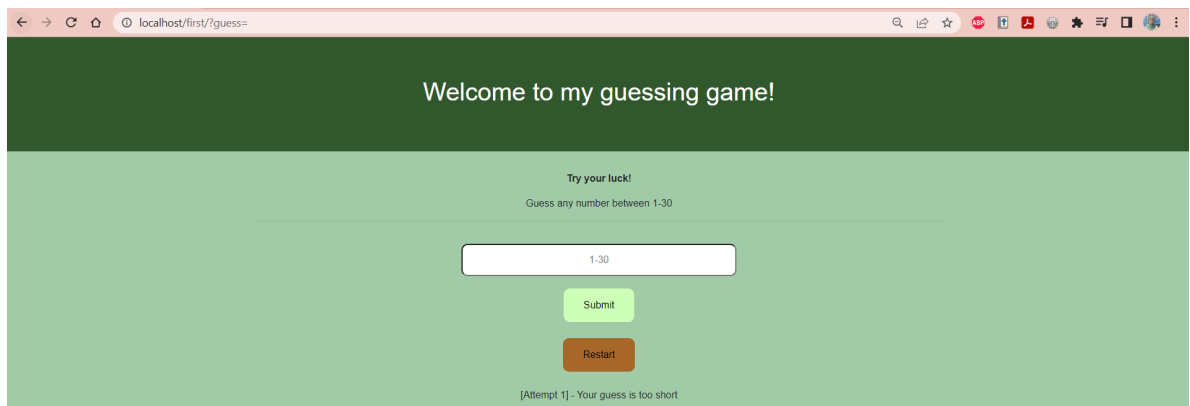 localhost/first/?guess=
ABP
Welcome to my guessing game!
Try your luck!
Guess any number between 1-30
1-30
Submit
Restart
[Attempt 1] - Your guess is too short